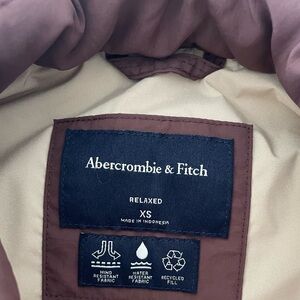 Abercrombie & Fitch
RELAXED
XS
MADE IN INDONESIA
WIND RESISTANT FABRIC
WATER RESISTANT FABRIC
RECYCLED FILL